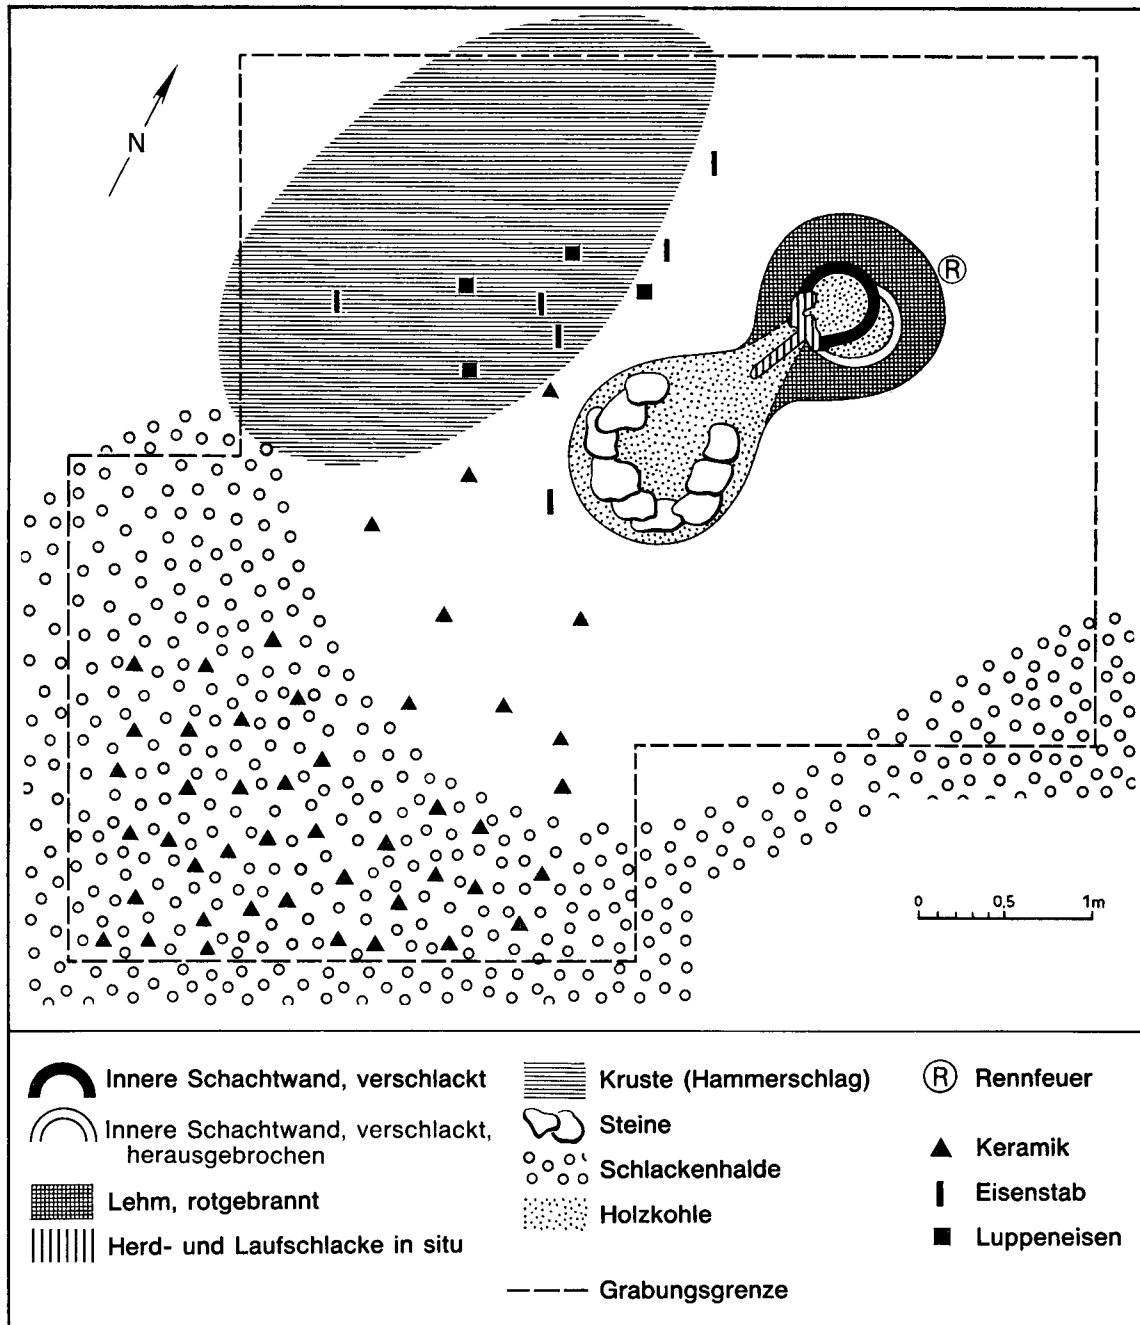 N
R
0 0,5 1m
Innere Schachtwand, verschlackt
Innere Schachtwand, verschlackt,
herausgebrochen
Lehm, rotgebrannt
Herd- und Laufschlacke in situ
Kruste (Hammerschlag)
Steine
Schlackenhalde
Holzkohle
Grabungsgrenze
R Rennfeuer
Keramik
Eisenstab
Luppeneisen